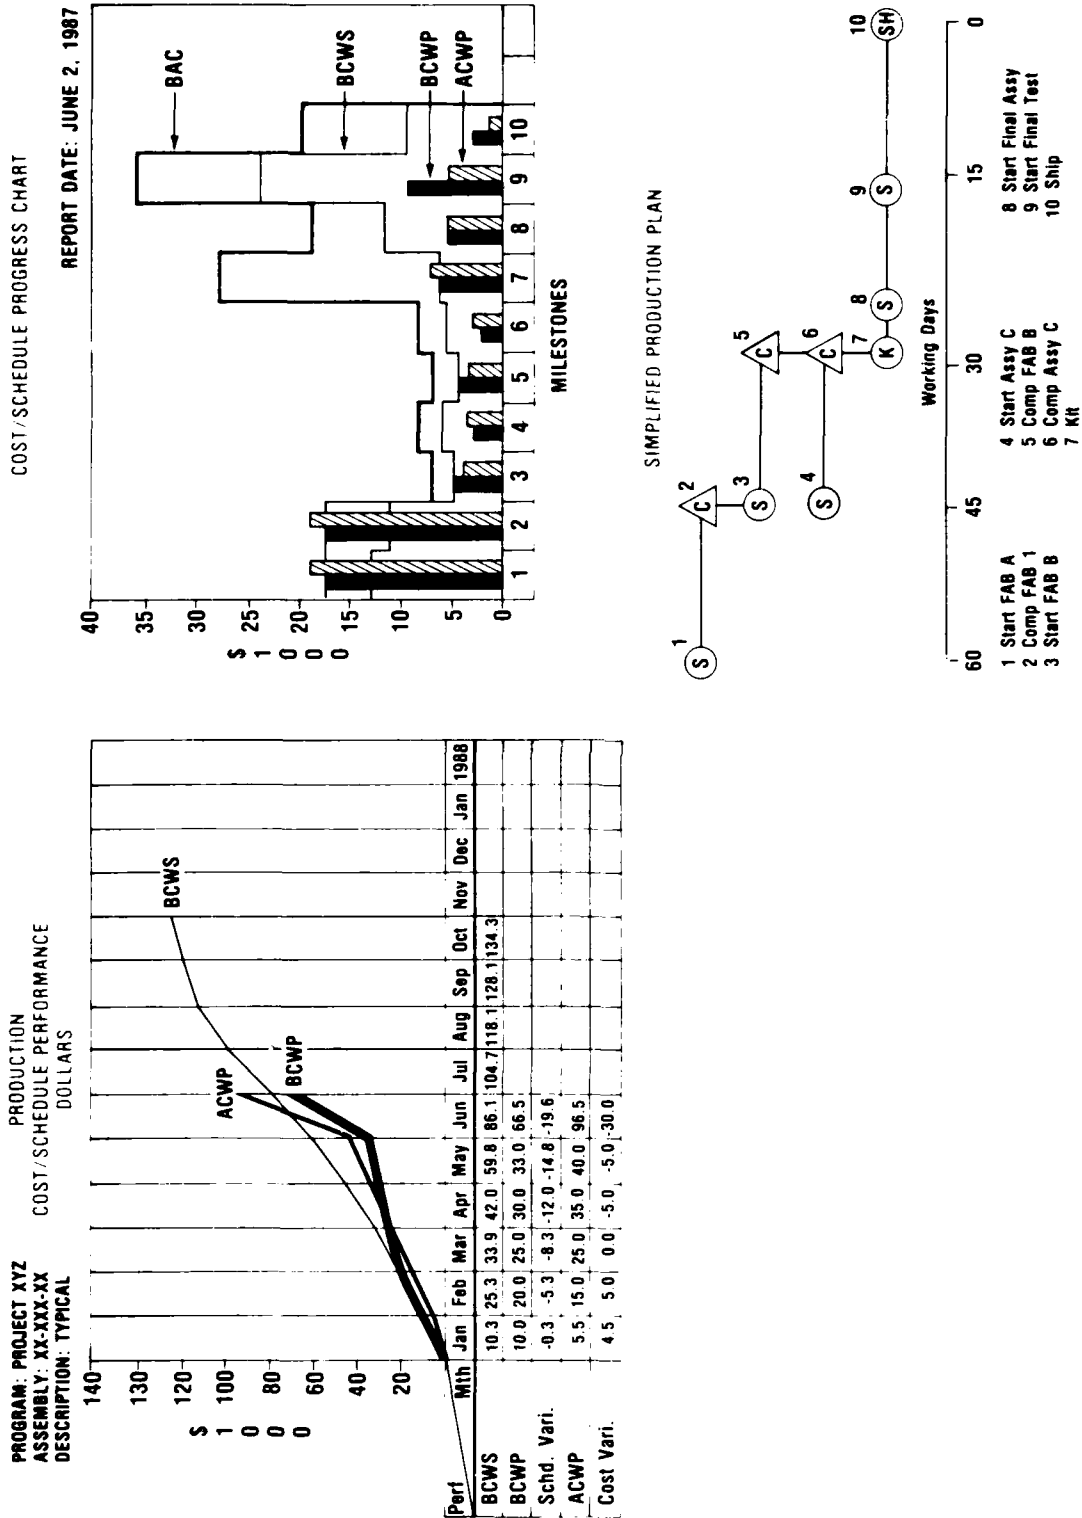 PROGRAM: PROJECT XYZ
ASSEMBLY: XX-XXX-XX
DESCRIPTION: TYPICAL
PRODUCTION
COST/SCHEDULE PERFORMANCE
DOLLARS
140
130
120
100
80
60
40
20
$ 1 0 0 0
BCWS
ACWP
BCWP
Perf Mth Jan Feb Mar Apr May Jun Jul Aug Sep Oct Nov Dec Jan 1988
BCWS 10.3 25.3 33.9 42.0 59.8 86.1 104.7 118.1 128.1 134.3
BCWP 10.0 20.0 25.0 30.0 33.0 66.5
Schd. Vari. -0.3 -5.3 -8.3 -12.0 -14.8 -19.6
ACWP 5.5 15.0 25.0 35.0 40.0 96.5
Cost Vari. 4.5 5.0 0.0 -5.0 -5.0 -30.0
COST/SCHEDULE PROGRESS CHART
REPORT DATE: JUNE 2, 1987
40
35
30
25
20
15
10
5
0
$ 1 0 0 0
BAC
BCWS
BCWP
ACWP
1 2 3 4 5 6 7 8 9 10
MILESTONES
SIMPLIFIED PRODUCTION PLAN
S 1
C 2
S 3
S 4
C 5
C 6
K 7
S 8
S 9
SH 10
60 45 30 15 0
Working Days
1 Start FAB A
2 Comp FAB 1
3 Start FAB B
4 Start Assy C
5 Comp FAB B
6 Comp Assy C
7 Kit
8 Start Final Assy
9 Start Final Test
10 Ship